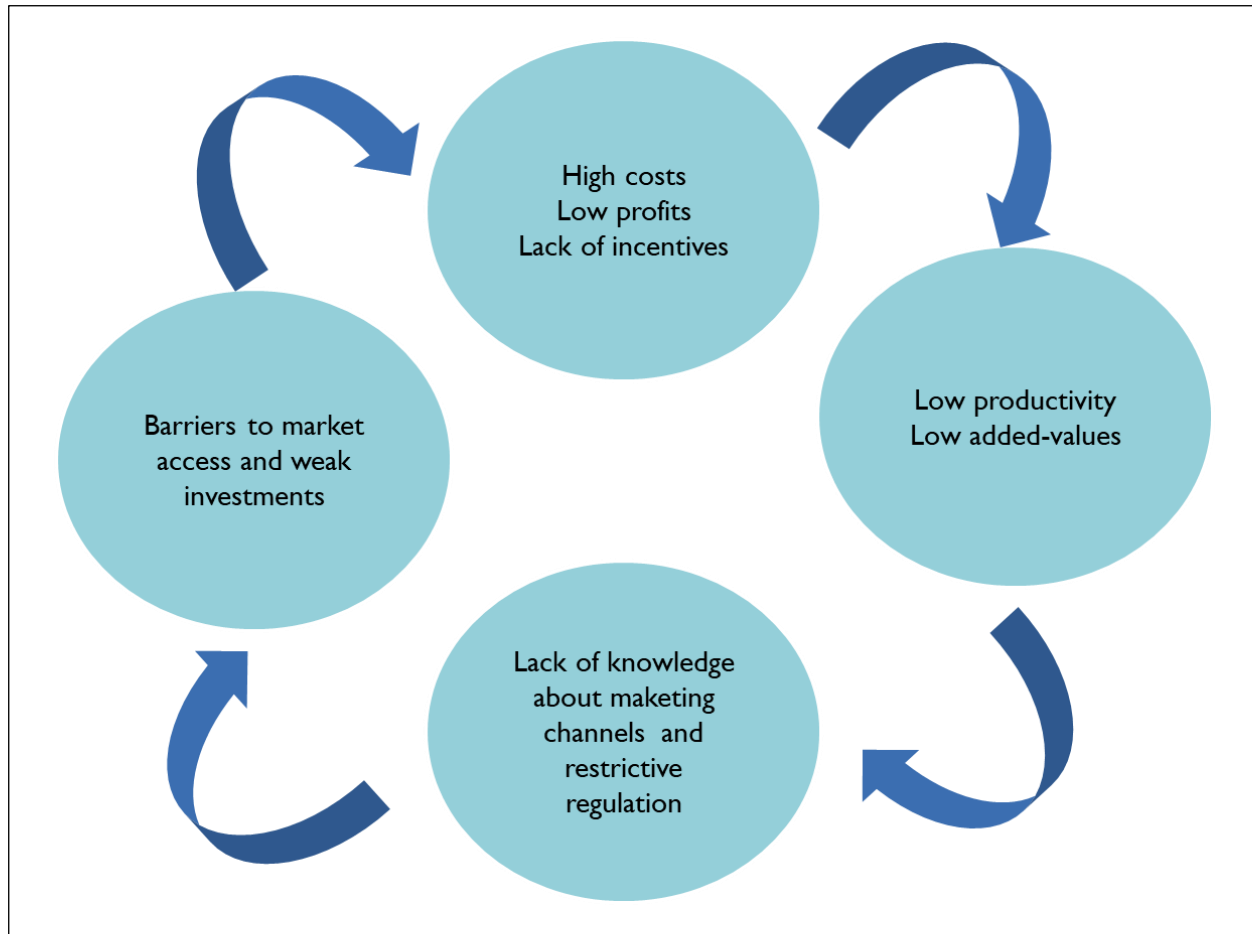 High costs
Low profits
Lack of incentives
Low productivity
Low added-values
Lack of knowledge
about maketing
channels and
restrictive
regulation
Barriers to market
access and weak
investments